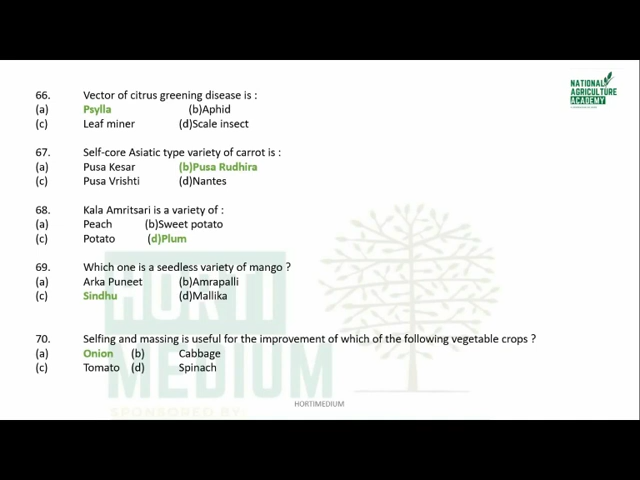 NATIONAL
AGRICULTURE
ACADEMY
66. Vector of citrus greening disease is :
(a) Psylla (b)Aphid
(c) Leaf miner (d)Scale insect
67. Self-core Asiatic type variety of carrot is :
(a) Pusa Kesar (b)Pusa Rudhira
(c) Pusa Vrishti (d)Nantes
68. Kala Amritsari is a variety of :
(a) Peach (b)Sweet potato
(c) Potato (d)Plum
69. Which one is a seedless variety of mango ?
(a) Arka Puneet (b)Amrapalli
(c) Sindhu (d)Mallika
70. Selfing and massing is useful for the improvement of which of the following vegetable crops ?
(a) Onion (b) Cabbage
(c) Tomato (d) Spinach
HORTI
MEDIUM
SPONSORED BY:
HORTIMEDIUM